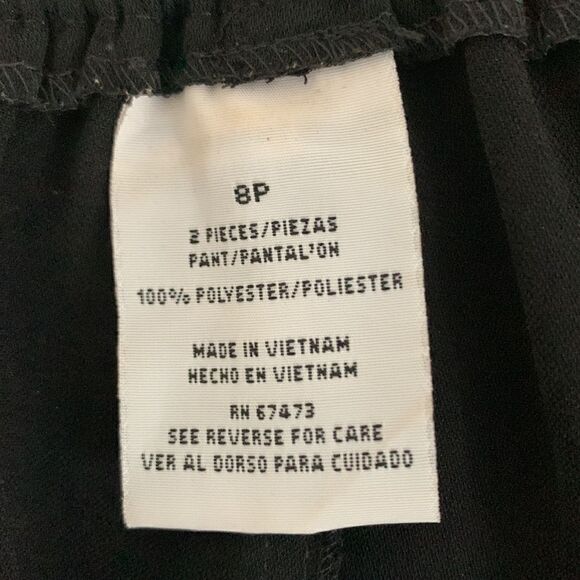 8P
2 PIECES/PIEZAS
PANT/PANTAL'ON
100% POLYESTER/POLIESTER
MADE IN VIETNAM
HECHO EN VIETNAM
RN 67473
SEE REVERSE FOR CARE
VER AL DORSO PARA CUIDADO